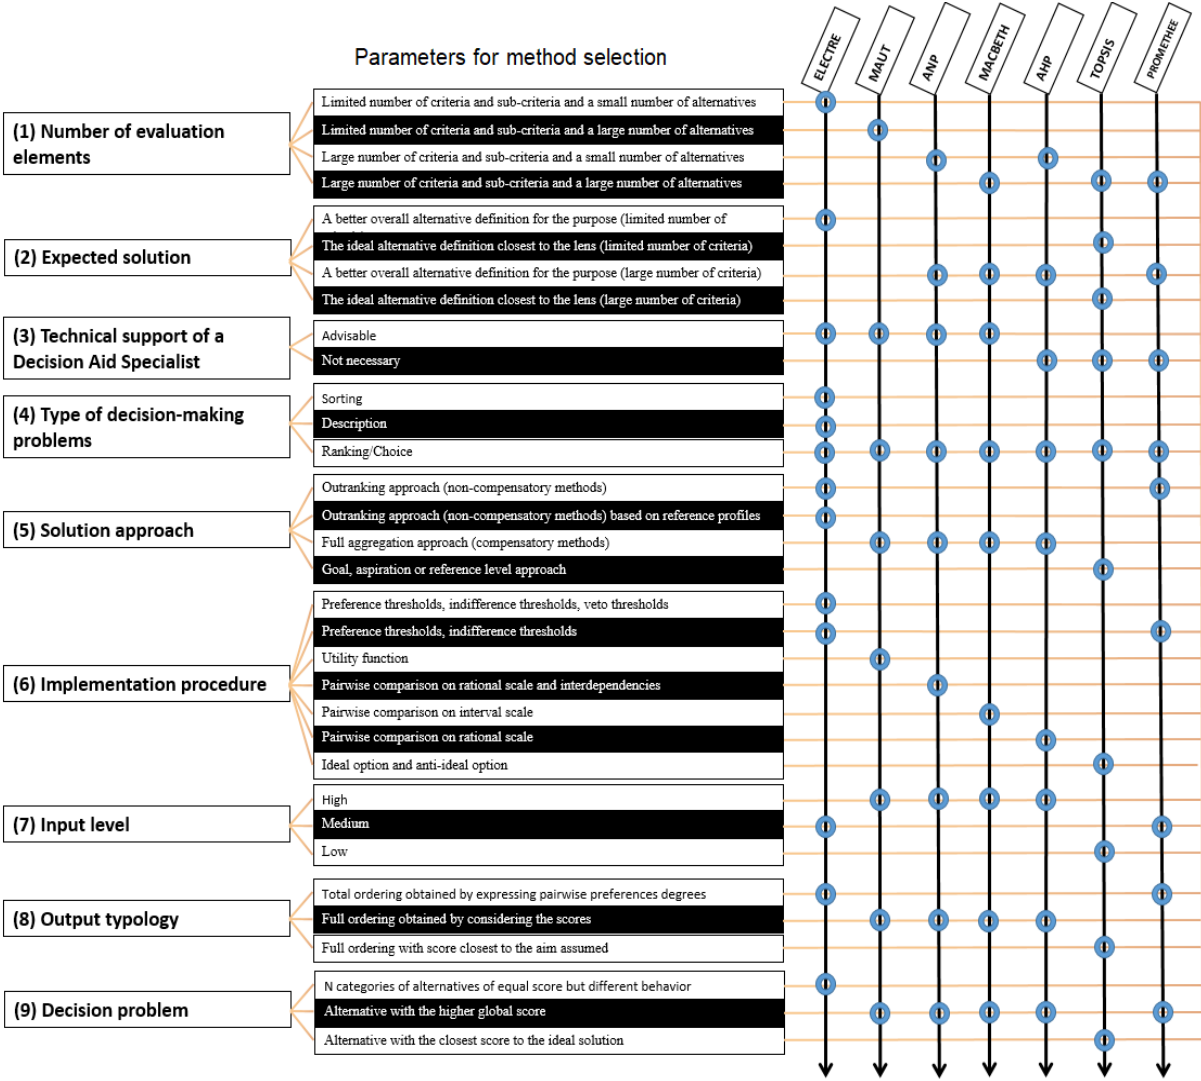 Parameters for method selection
ELECTRE
MAUT
ANP
MACBETH
AHP
TOPSIS
PROMETHEE
(1) Number of evaluation
elements
Limited number of criteria and sub-criteria and a small number of alternatives
Limited number of criteria and sub-criteria and a large number of alternatives
Large number of criteria and sub-criteria and a small number of alternatives
Large number of criteria and sub-criteria and a large number of alternatives
(2) Expected solution
A better overall alternative definition for the purpose (limited number of
The ideal alternative definition closest to the lens (limited number of criteria)
A better overall alternative definition for the purpose (large number of criteria)
The ideal alternative definition closest to the lens (large number of criteria)
(3) Technical support of a
Decision Aid Specialist
Advisable
Not necessary
(4) Type of decision-making
problems
Sorting
Description
Ranking/Choice
(5) Solution approach
Outranking approach (non-compensatory methods)
Outranking approach (non-compensatory methods) based on reference profiles
Full aggregation approach (compensatory methods)
Goal, aspiration or reference level approach
(6) Implementation procedure
Preference thresholds, indifference thresholds, veto thresholds
Preference thresholds, indifference thresholds
Utility function
Pairwise comparison on rational scale and interdependencies
Pairwise comparison on interval scale
Pairwise comparison on rational scale
Ideal option and anti-ideal option
(7) Input level
High
Medium
Low
(8) Output typology
Total ordering obtained by expressing pairwise preferences degrees
Full ordering obtained by considering the scores
Full ordering with score closest to the aim assumed
(9) Decision problem
N categories of alternatives of equal score but different behavior
Alternative with the higher global score
Alternative with the closest score to the ideal solution